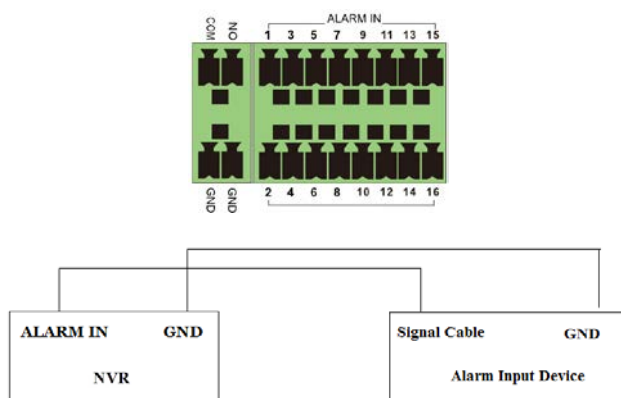 ALARM IN
COM NO 1 3 5 7 9 11 13 15
GND GND 2 4 6 8 10 12 14 16
ALARM IN GND
NVR
Signal Cable GND
Alarm Input Device